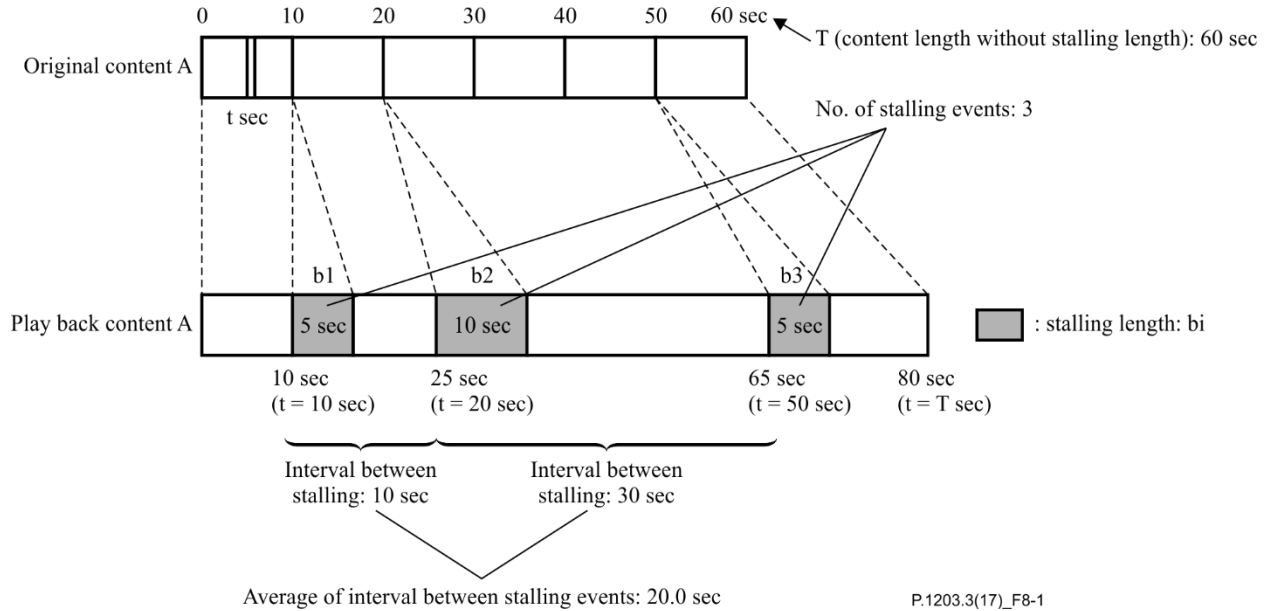 0 10 20 30 40 50 60 sec
T (content length without stalling length): 60 sec
Original content A
t sec
No. of stalling events: 3
b1 b2 b3
Play back content A
5 sec 10 sec 5 sec
: stalling length: bi
10 sec 25 sec 65 sec 80 sec
(t = 10 sec) (t = 20 sec) (t = 50 sec) (t = T sec)
Interval between
stalling: 10 sec
Interval between
stalling: 30 sec
Average of interval between stalling events: 20.0 sec
P.1203.3(17)_F8-1